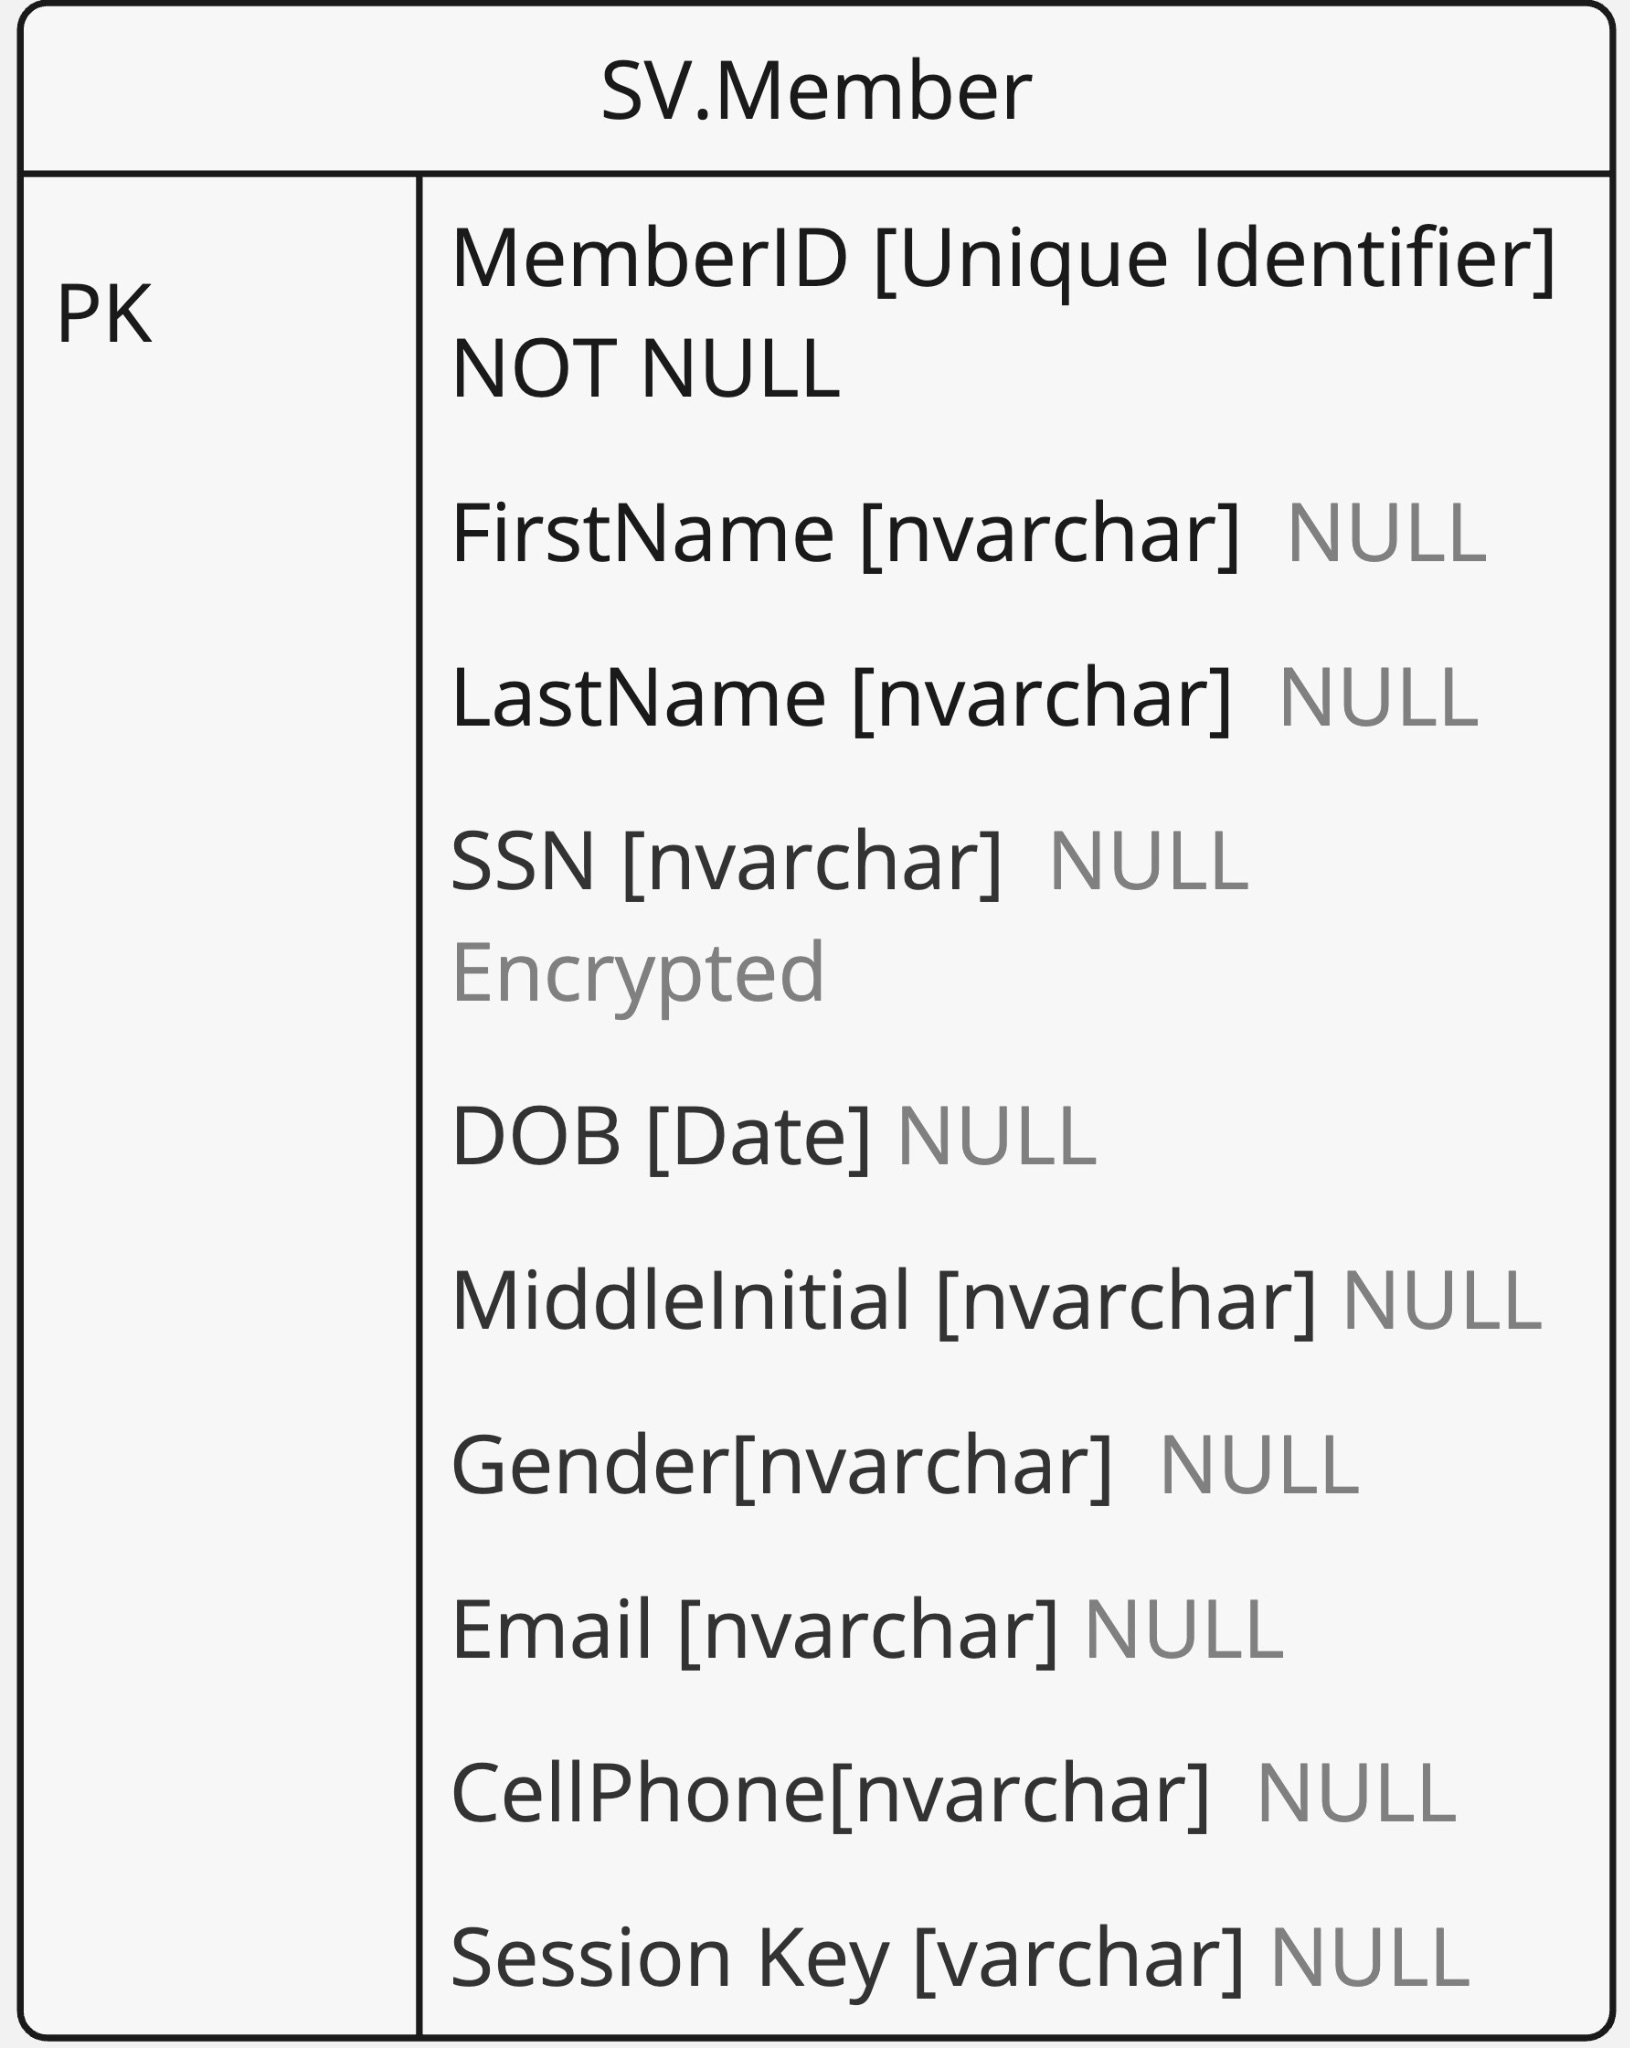 SV.Member
PK
MemberID [Unique Identifier]
NOT NULL
FirstName [nvarchar]  NULL
LastName [nvarchar]  NULL
SSN [nvarchar]  NULL
Encrypted
DOB [Date] NULL
MiddleInitial [nvarchar] NULL
Gender[nvarchar]  NULL
Email [nvarchar] NULL
CellPhone[nvarchar]  NULL
Session Key [varchar] NULL